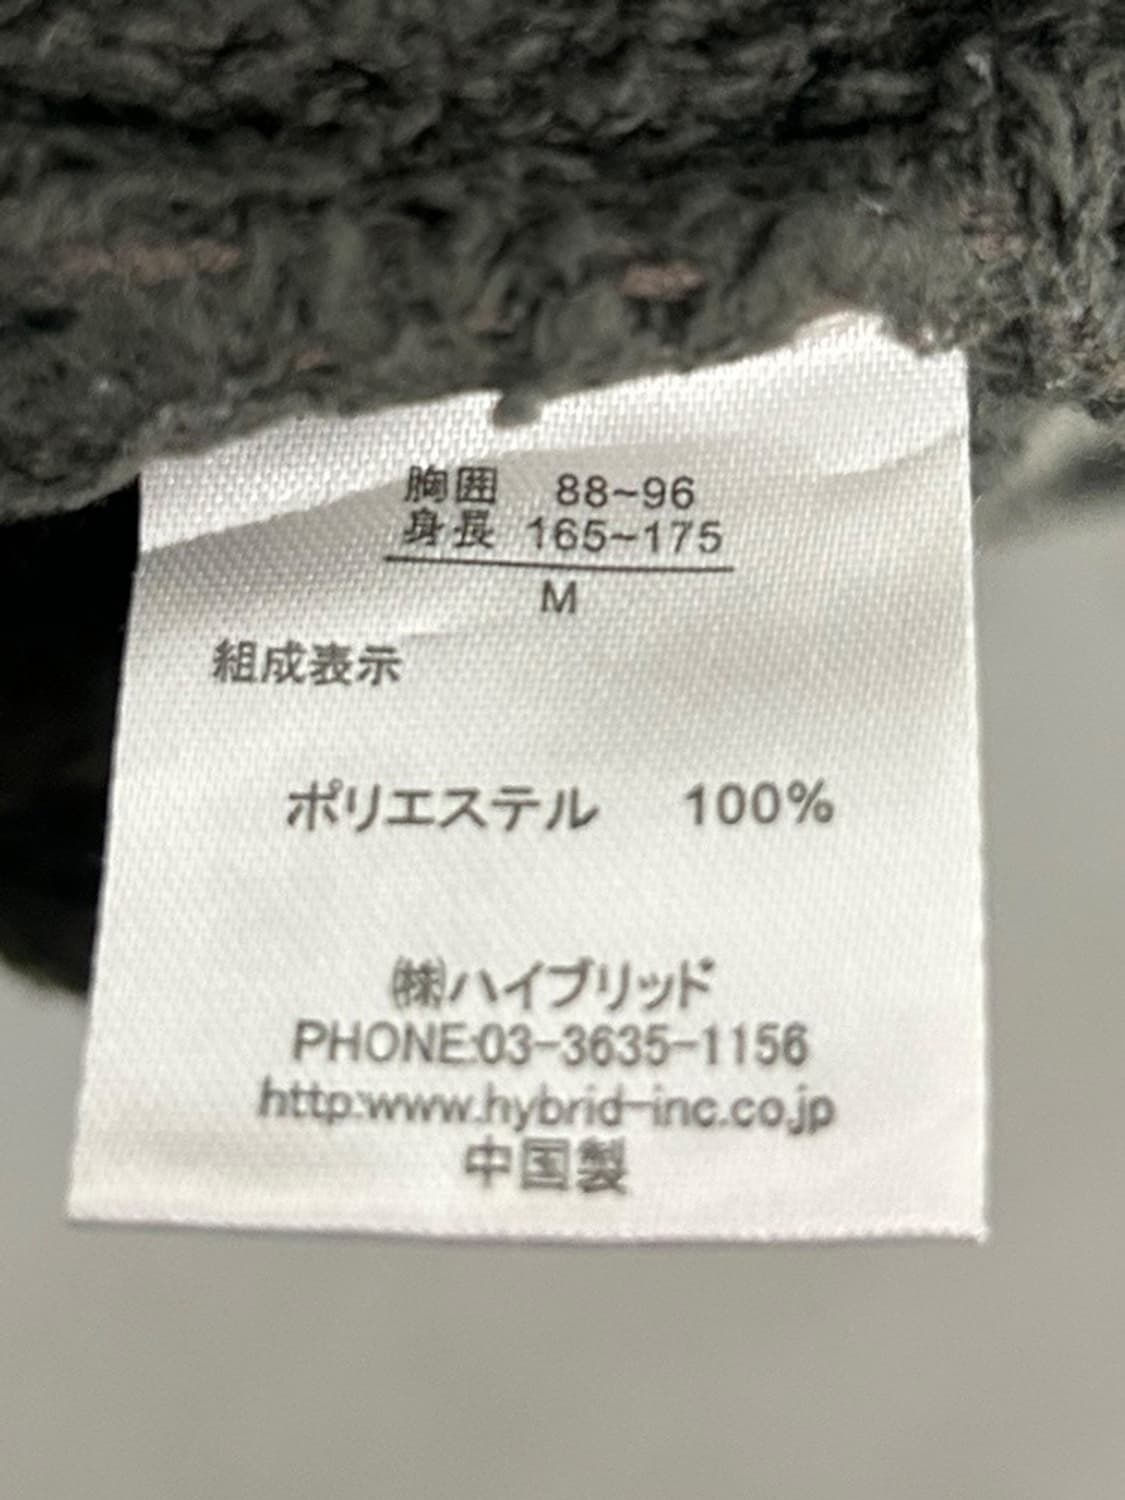 胸囲 88~96
身長 165~175
M
組成表示
ポリエステル 100%
㈱ハイブリッド
PHONE:03-3635-1156
http:www.hybrid-inc.co.jp
中国製